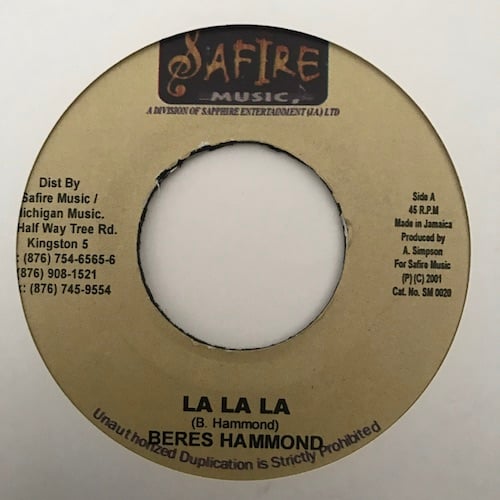 SAFIRE
MUSIC,
A DIVISION OF SAPPHIRE ENTERTAINMENT (JA) LTD
Dist By
Safire Music /
Michigan Music.
Half Way Tree Rd.
Kingston 5
: (876) 754-6565-6
(876) 908-1521
: (876) 745-9554
Side A
45 R.P.M
Made in Jamaica
Produced by
A. Simpson
For Safire Music
(P) (C) 2001
Cat. No. SM 0020
LA LA LA
(B. Hammond)
BERES HAMMOND
Unauthorized Duplication is Strictly Prohibited